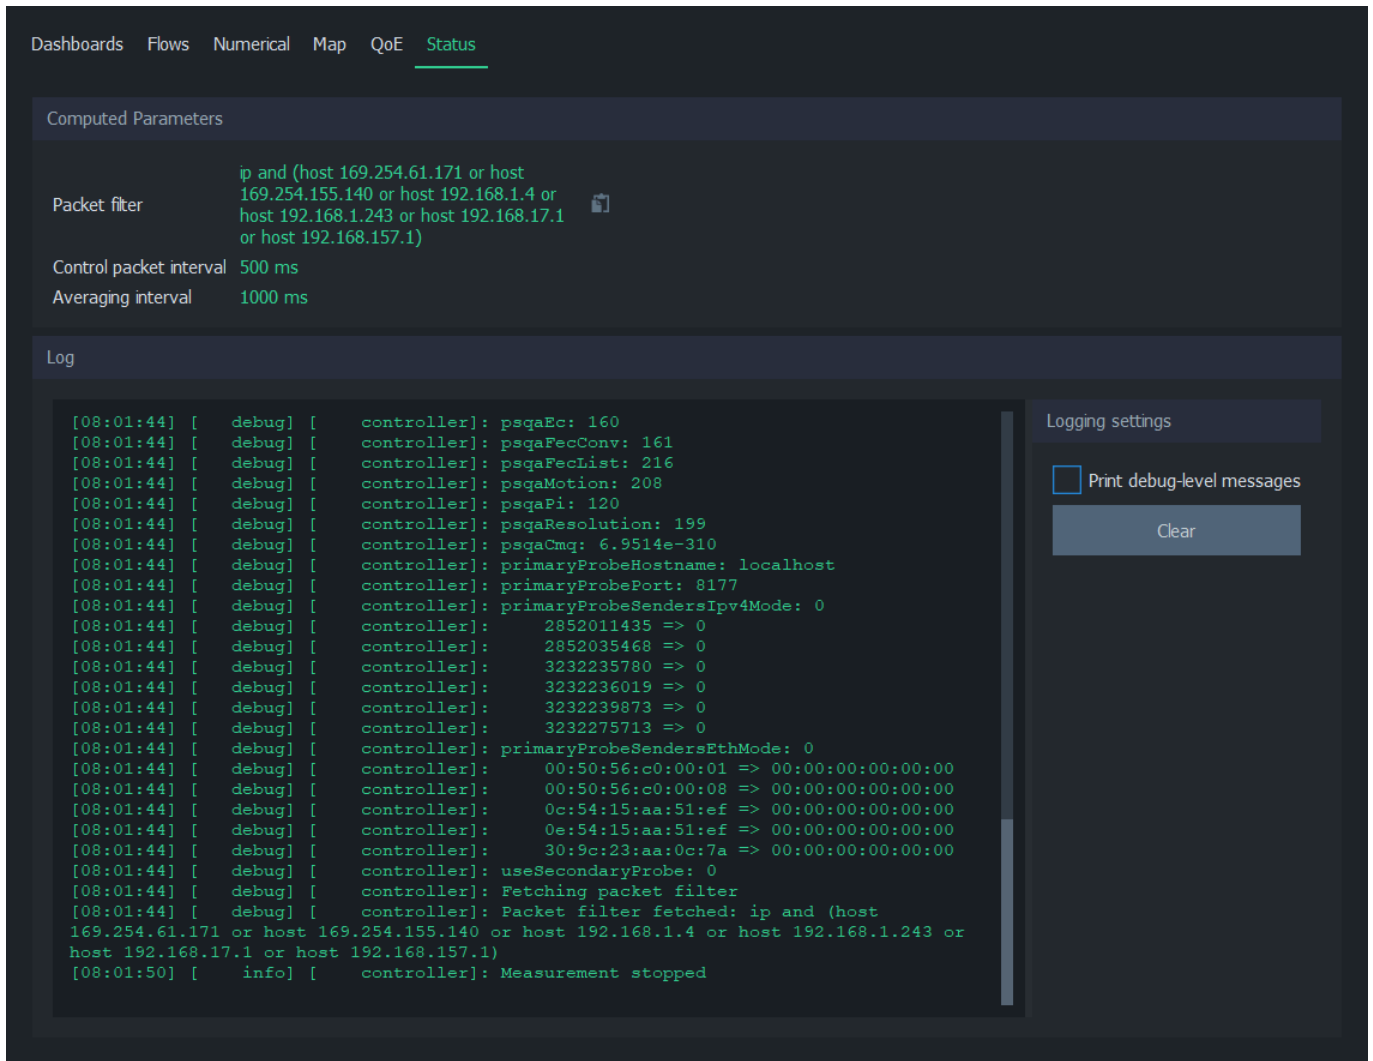 Dashboards Flows Numerical Map QoE Status
Computed Parameters
Packet filter
ip and (host 169.254.61.171 or host
169.254.155.140 or host 192.168.1.4 or
host 192.168.1.243 or host 192.168.17.1
or host 192.168.157.1)
Control packet interval 500 ms
Averaging interval 1000 ms
Log
[08:01:44] [ debug] [ controller]: psqaEc: 160
[08:01:44] [ debug] [ controller]: psqaFecConv: 161
[08:01:44] [ debug] [ controller]: psqaFecList: 216
[08:01:44] [ debug] [ controller]: psqaMotion: 208
[08:01:44] [ debug] [ controller]: psqaPi: 120
[08:01:44] [ debug] [ controller]: psqaResolution: 199
[08:01:44] [ debug] [ controller]: psqaCmq: 6.9514e-310
[08:01:44] [ debug] [ controller]: primaryProbeHostname: localhost
[08:01:44] [ debug] [ controller]: primaryProbePort: 8177
[08:01:44] [ debug] [ controller]: primaryProbeSendersIpv4Mode: 0
[08:01:44] [ debug] [ controller]: 2852011435 => 0
[08:01:44] [ debug] [ controller]: 2852035468 => 0
[08:01:44] [ debug] [ controller]: 3232235780 => 0
[08:01:44] [ debug] [ controller]: 3232236019 => 0
[08:01:44] [ debug] [ controller]: 3232239873 => 0
[08:01:44] [ debug] [ controller]: 3232275713 => 0
[08:01:44] [ debug] [ controller]: primaryProbeSendersEthMode: 0
[08:01:44] [ debug] [ controller]: 00:50:56:c0:00:01 => 00:00:00:00:00:00
[08:01:44] [ debug] [ controller]: 00:50:56:c0:00:08 => 00:00:00:00:00:00
[08:01:44] [ debug] [ controller]: 0c:54:15:aa:51:ef => 00:00:00:00:00:00
[08:01:44] [ debug] [ controller]: 0e:54:15:aa:51:ef => 00:00:00:00:00:00
[08:01:44] [ debug] [ controller]: 30:9c:23:aa:0c:7a => 00:00:00:00:00:00
[08:01:44] [ debug] [ controller]: useSecondaryProbe: 0
[08:01:44] [ debug] [ controller]: Fetching packet filter
[08:01:44] [ debug] [ controller]: Packet filter fetched: ip and (host
169.254.61.171 or host 169.254.155.140 or host 192.168.1.4 or host 192.168.1.243 or
host 192.168.17.1 or host 192.168.157.1)
[08:01:50] [ info] [ controller]: Measurement stopped
Logging settings
Print debug-level messages
Clear